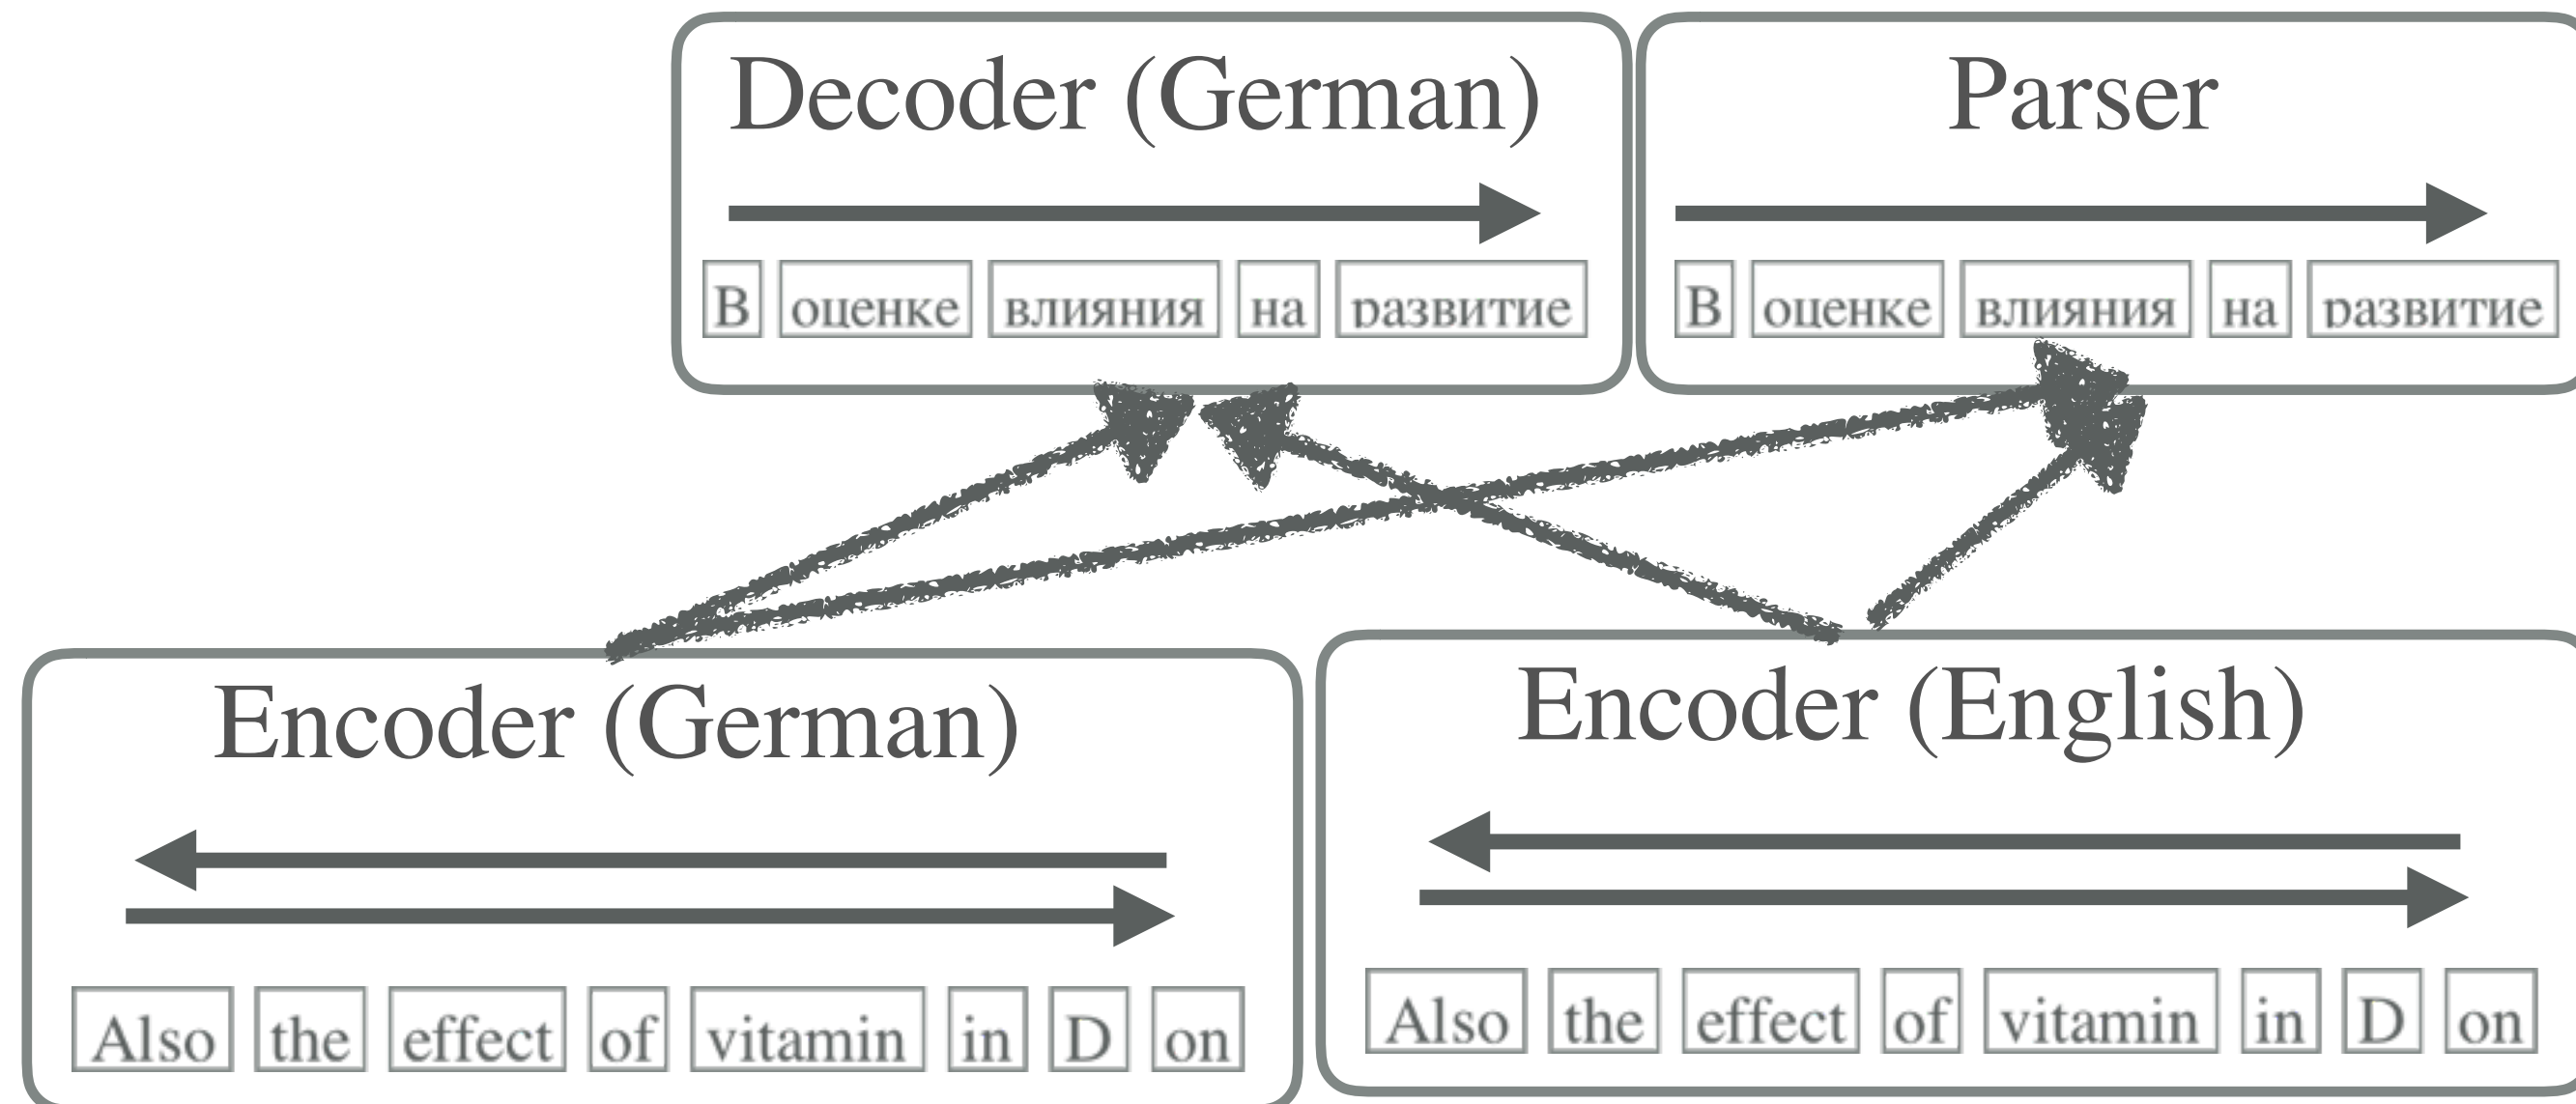 Decoder (German)
Parser
В оценке влияния на развитие
В оценке влияния на развитие
Encoder (German)
Encoder (English)
Also the effect of vitamin in D on
Also the effect of vitamin in D on